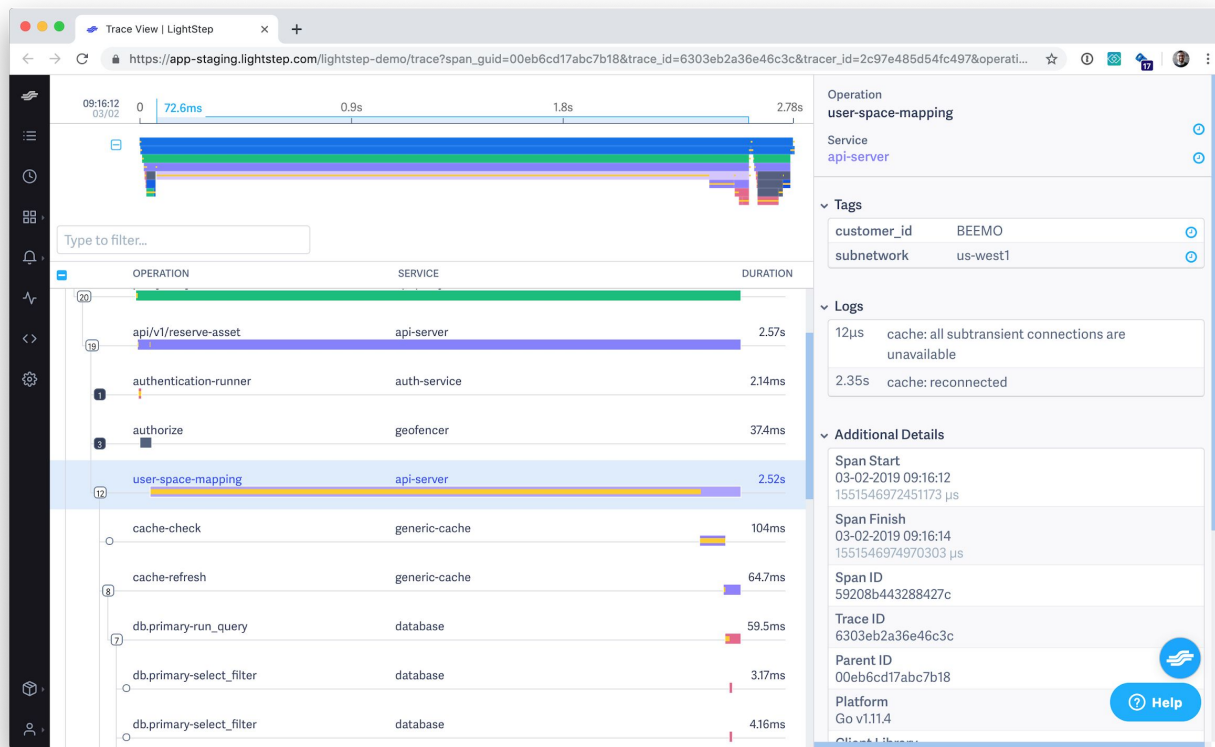 Trace View | LightStep
https://app-staging.lightstep.com/lightstep-demo/trace?span_guid=00eb6cd17abc7b18&trace_id=6303eb2a36e46c3c&tracer_id=2c97e485d54fc497&operati...
17
09:16:12
03/02
0
72.6ms
0.9s
1.8s
2.78s
Type to filter...
OPERATION SERVICE DURATION
20
api/v1/reserve-asset api-server 2.57s
19
authentication-runner auth-service 2.14ms
1
authorize geofencer 37.4ms
3
user-space-mapping api-server 2.52s
12
cache-check generic-cache 104ms
cache-refresh generic-cache 64.7ms
8
db.primary-run_query database 59.5ms
7
db.primary-select_filter database 3.17ms
db.primary-select_filter database 4.16ms
Operation
user-space-mapping
Service
api-server
Tags
customer_id BEEMO
subnetwork us-west1
Logs
12µs cache: all subtransient connections are
unavailable
2.35s cache: reconnected
Additional Details
Span Start
03-02-2019 09:16:12
1551546972451173 µs
Span Finish
03-02-2019 09:16:14
1551546974970303 µs
Span ID
59208b443288427c
Trace ID
6303eb2a36e46c3c
Parent ID
00eb6cd17abc7b18
Platform
Go v1.11.4
Client Library
Help